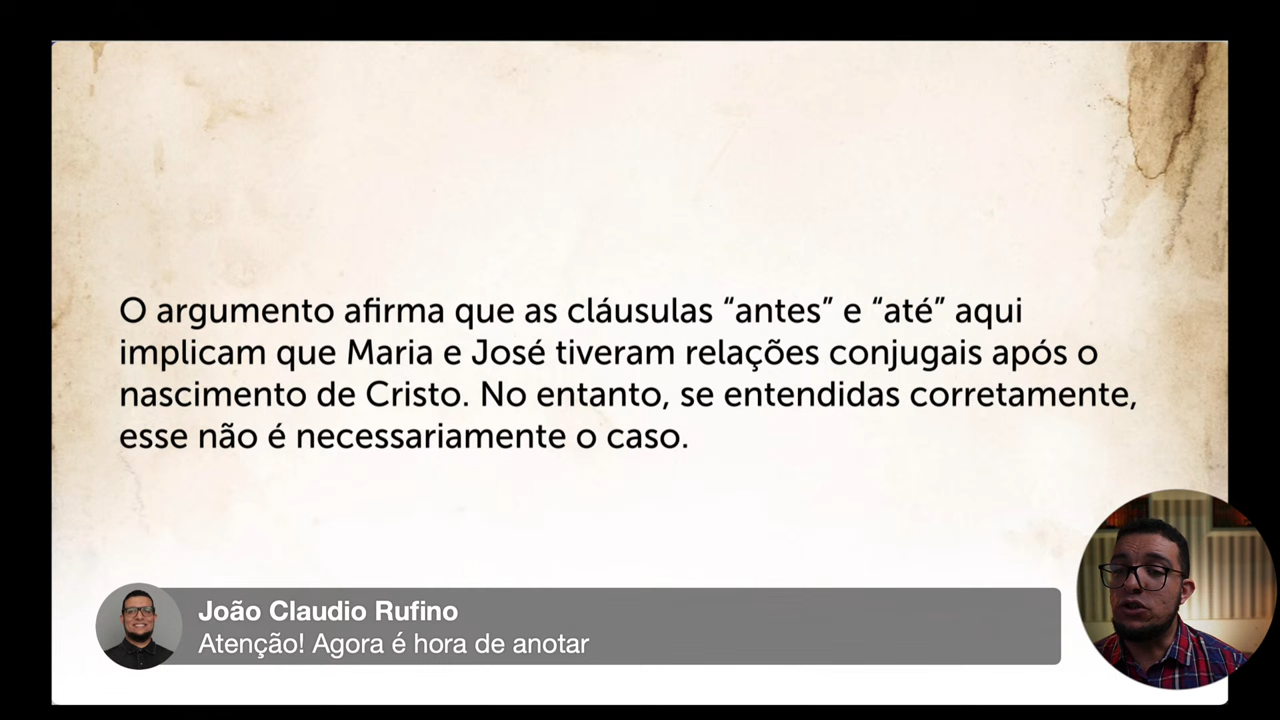 O argumento afirma que as cláusulas “antes” e “até” aqui
implicam que Maria e José tiveram relações conjugais após o
nascimento de Cristo. No entanto, se entendidas corretamente,
esse não é necessariamente o caso.
João Claudio Rufino
Atenção! Agora é hora de anotar